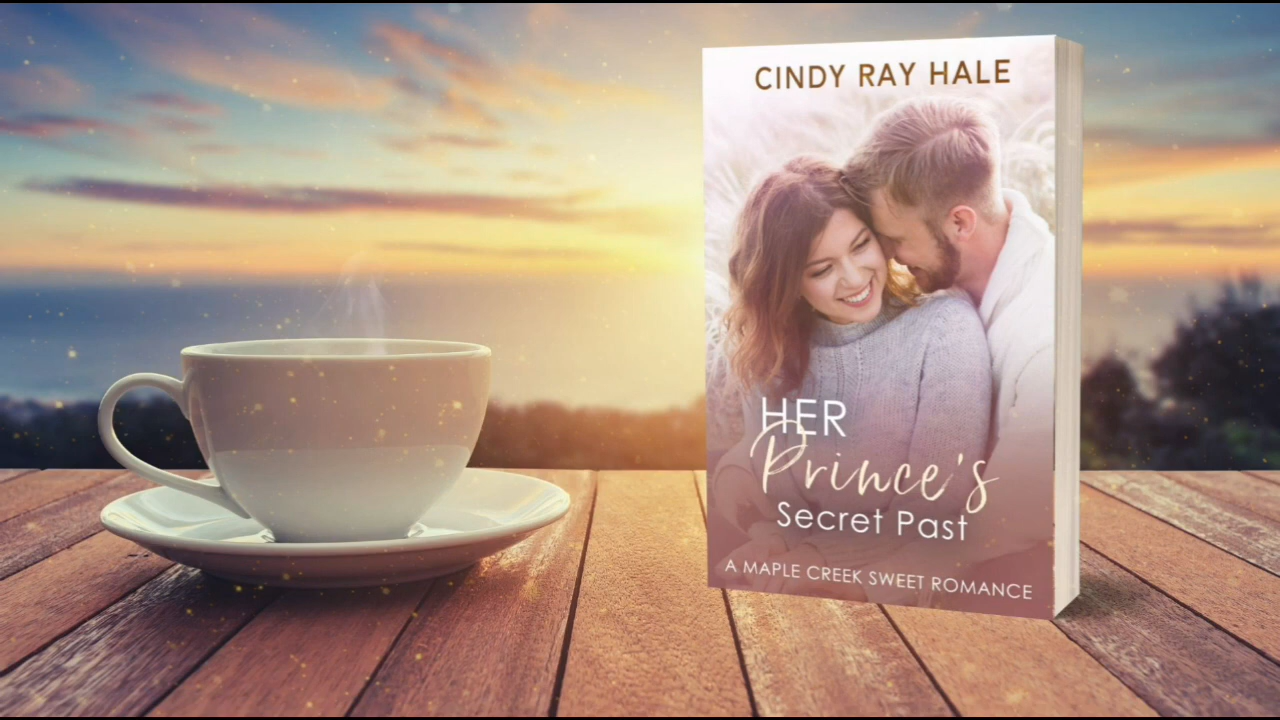 CINDY RAY HALE
HER
Prince's
Secret Past
A MAPLE CREEK SWEET ROMANCE